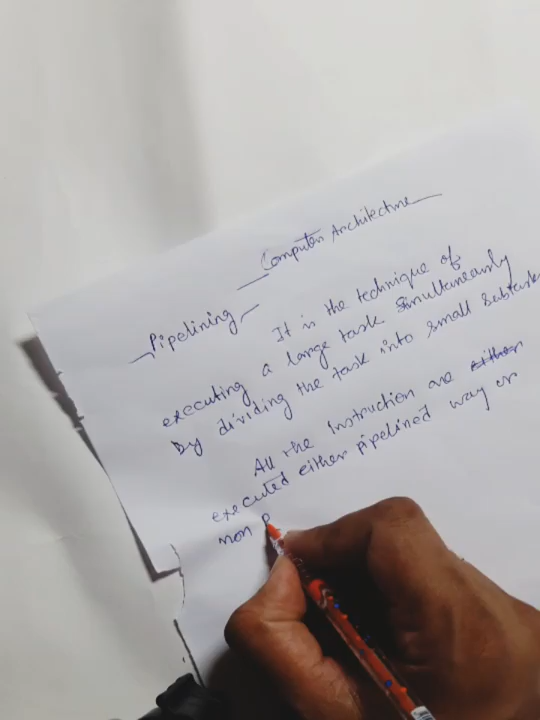 Computer Architecture
Pipelining
It is the technique of
executing a large task simultaneously
by dividing the task into small subtask
All the instruction are either
executed either pipelined way or
non p